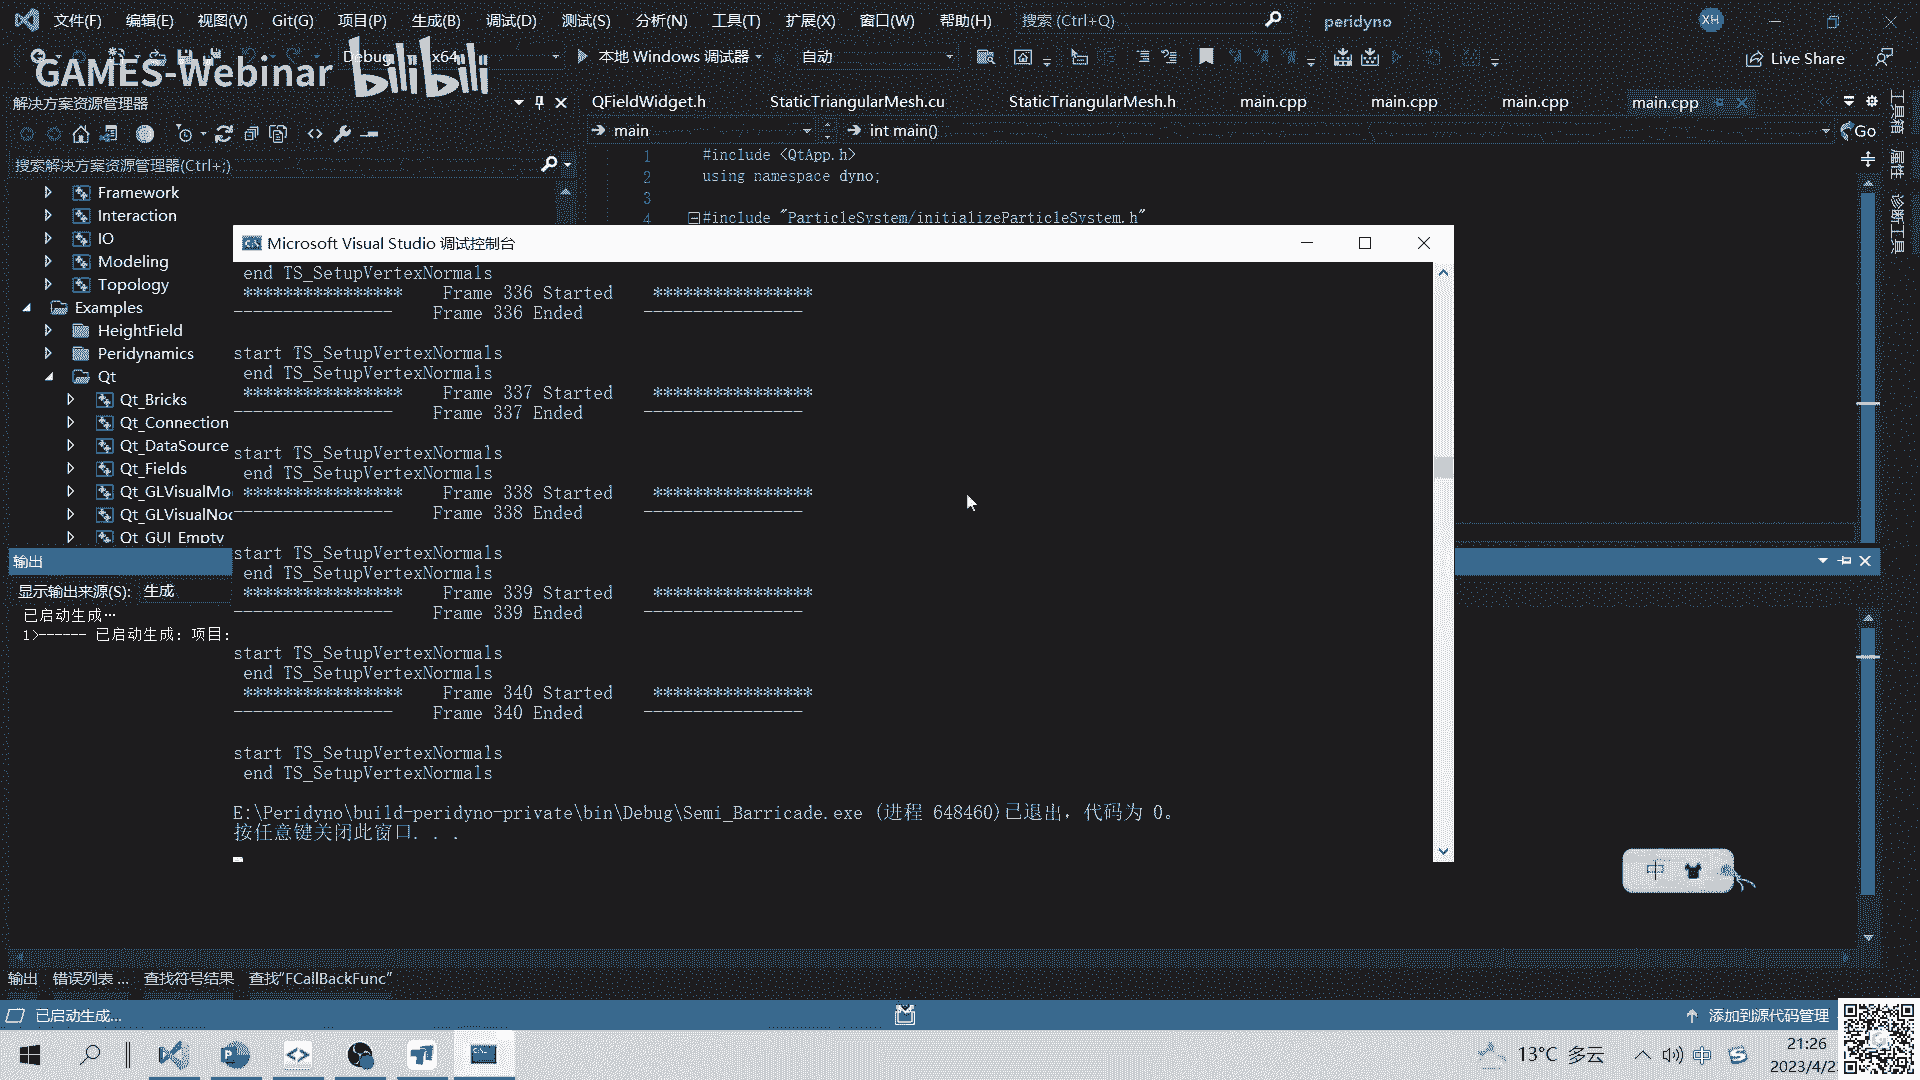 文件(F) 编辑(E) 视图(V) Git(G) 项目(P) 生成(B) 调试(D) 测试(S) 分析(N) 工具(T) 扩展(X) 窗口(W) 帮助(H) 搜索 (Ctrl+Q) peridyno XH
Debug x64 本地 Windows 调试器 自动 Live Share
GAMES-Webinar bilibili
解决方案资源管理器
QFieldWidget.h StaticTriangularMesh.cu StaticTriangularMesh.h main.cpp main.cpp main.cpp main.cpp
工具箱
属性
诊断工具
main int main() Go
搜索解决方案资源管理器(Ctrl+;)
1 #include <QtApp.h>
2 using namespace dyno;
3
4 #include "ParticleSystem/initializeParticleSystem.h"
Framework
Interaction
IO
Modeling
Topology
Examples
HeightField
Peridynamics
Qt
Qt_Bricks
Qt_Connection
Qt_DataSource
Qt_Fields
Qt_GLVisualMo
Qt_GLVisualNod
Qt_GUI_Empty
Microsoft Visual Studio 调试控制台
end TS_SetupVertexNormals
**************** Frame 336 Started ****************
---------------- Frame 336 Ended ----------------
start TS_SetupVertexNormals
end TS_SetupVertexNormals
**************** Frame 337 Started ****************
---------------- Frame 337 Ended ----------------
start TS_SetupVertexNormals
end TS_SetupVertexNormals
**************** Frame 338 Started ****************
---------------- Frame 338 Ended ----------------
start TS_SetupVertexNormals
end TS_SetupVertexNormals
**************** Frame 339 Started ****************
---------------- Frame 339 Ended ----------------
start TS_SetupVertexNormals
end TS_SetupVertexNormals
**************** Frame 340 Started ****************
---------------- Frame 340 Ended ----------------
start TS_SetupVertexNormals
end TS_SetupVertexNormals
E:\Peridyno\build-peridyno-private\bin\Debug\Semi_Barricade.exe (进程 648460)已退出，代码为 0。
按任意键关闭此窗口. . .
输出
显示输出来源(S): 生成
已启动生成…
1>------ 已启动生成: 项目:
中
输出 错误列表 ... 查找符号结果 查找"FCallBackFunc"
已启动生成... 添加到源代码管理
13°C 多云 中 21:26
2023/4/2